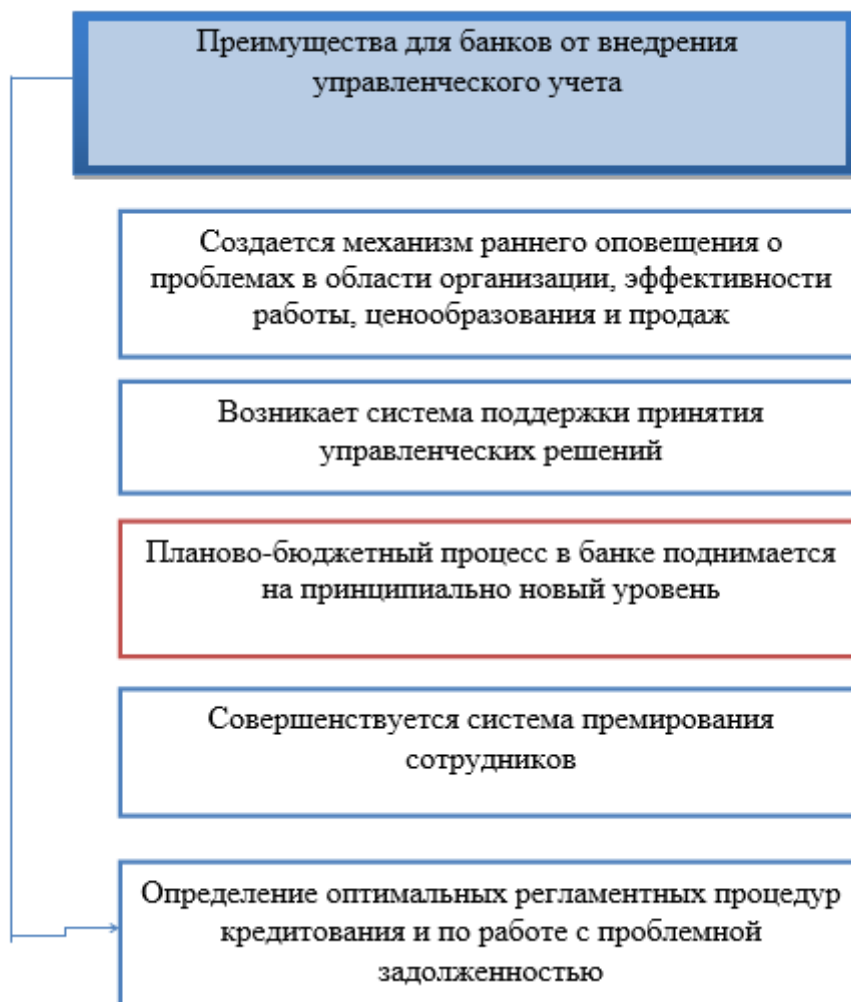 Преимущества для банков от внедрения
управленческого учета
Создается механизм раннего оповещения о
проблемах в области организации, эффективности
работы, ценообразования и продаж
Возникает система поддержки принятия
управленческих решений
Планово-бюджетный процесс в банке поднимается
на принципиально новый уровень
Совершенствуется система премирования
сотрудников
Определение оптимальных регламентных процедур
кредитования и по работе с проблемной
задолженностью